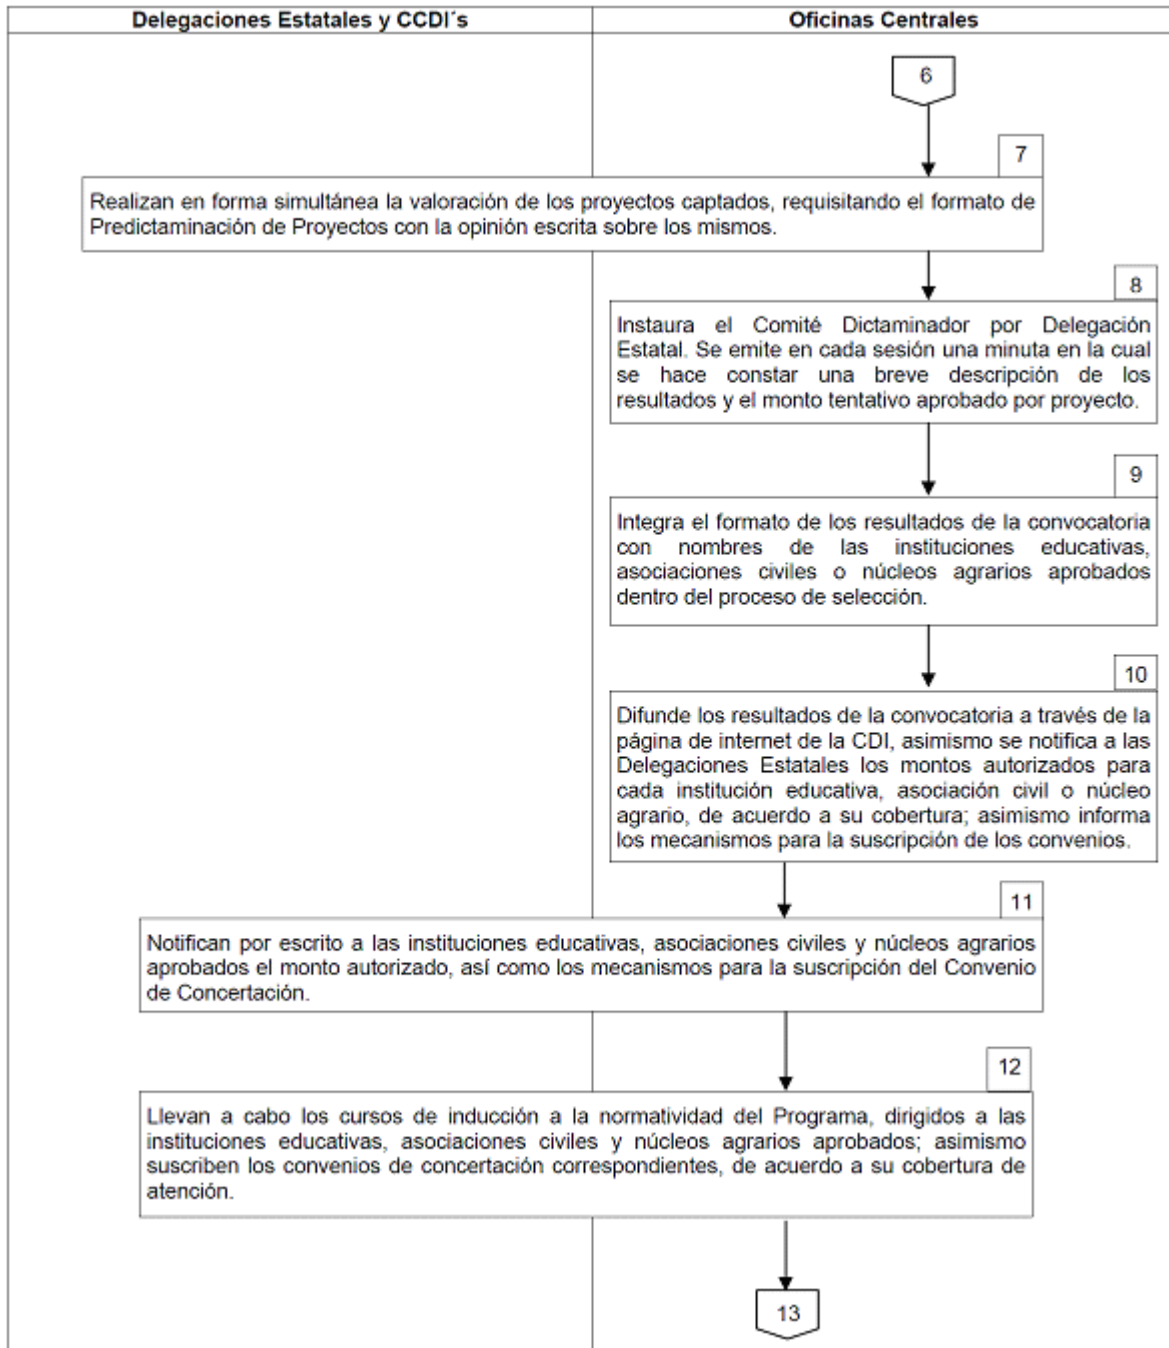 Delegaciones Estatales y CCDI´s
Oficinas Centrales
6
7
Realizan en forma simultánea la valoración de los proyectos captados, requisitando el formato de
Predictaminación de Proyectos con la opinión escrita sobre los mismos.
8
Instaura el Comité Dictaminador por Delegación
Estatal. Se emite en cada sesión una minuta en la cual
se hace constar una breve descripción de los
resultados y el monto tentativo aprobado por proyecto.
9
Integra el formato de los resultados de la convocatoria
con nombres de las instituciones educativas,
asociaciones civiles o núcleos agrarios aprobados
dentro del proceso de selección.
10
Difunde los resultados de la convocatoria a través de la
página de internet de la CDI, asimismo se notifica a las
Delegaciones Estatales los montos autorizados para
cada institución educativa, asociación civil o núcleo
agrario, de acuerdo a su cobertura; asimismo informa
los mecanismos para la suscripción de los convenios.
11
Notifican por escrito a las instituciones educativas, asociaciones civiles y núcleos agrarios
aprobados el monto autorizado, así como los mecanismos para la suscripción del Convenio
de Concertación.
12
Llevan a cabo los cursos de inducción a la normatividad del Programa, dirigidos a las
instituciones educativas, asociaciones civiles y núcleos agrarios aprobados; asimismo
suscriben los convenios de concertación correspondientes, de acuerdo a su cobertura de
atención.
13